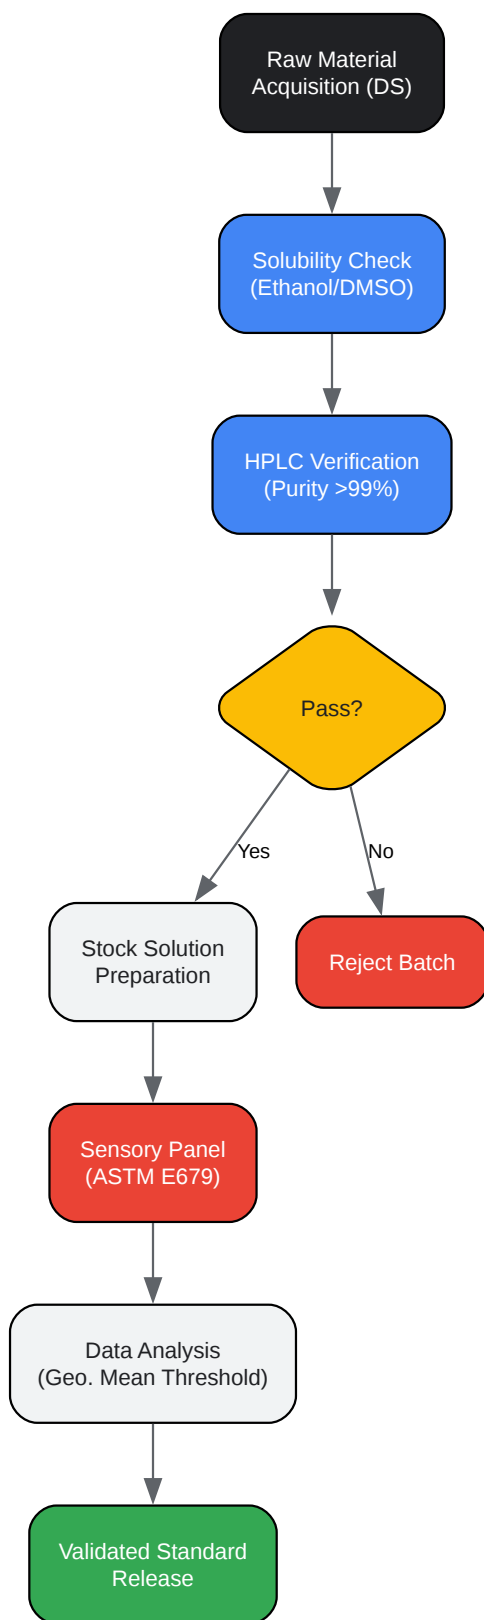 Raw Material
Acquisition (DS)
Solubility Check
(Ethanol/DMSO)
HPLC Verification
(Purity >99%)
Pass?
Yes
No
Stock Solution
Preparation
Reject Batch
Sensory Panel
(ASTM E679)
Data Analysis
(Geo. Mean Threshold)
Validated Standard
Release